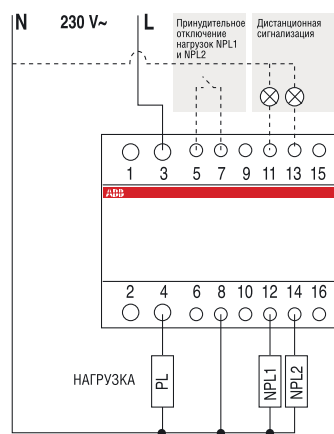 N 230 V~ L
Принудительное
отключение
нагрузок NPL1
и NPL2
Дистанционная
сигнализация
1 3 5 7 9 11 13 15
ABB
2 4 6 8 10 12 14 16
НАГРУЗКА
PL
NPL1
NPL2